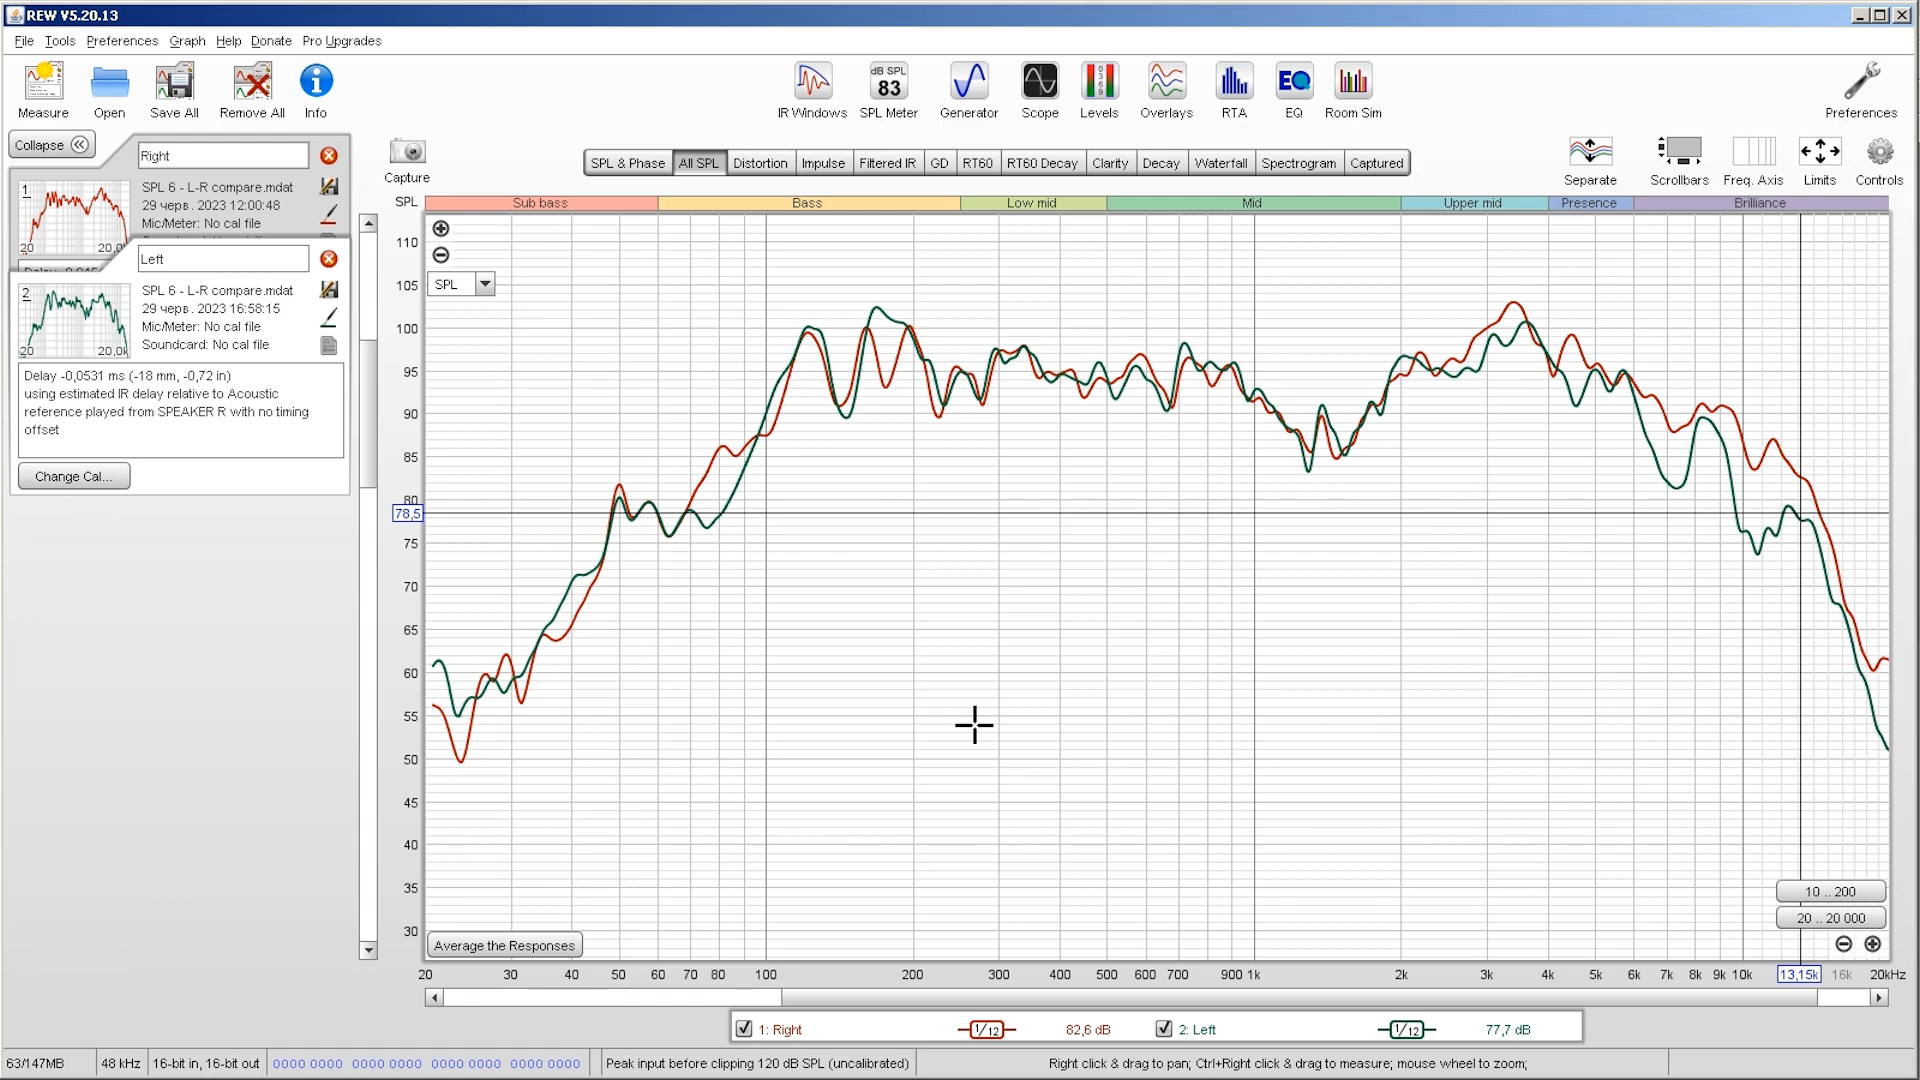 REW V5.20.13
File Tools Preferences Graph Help Donate Pro Upgrades
dB SPL
83
EQ
Measure Open Save All Remove All Info IR Windows SPL Meter Generator Scope Levels Overlays RTA EQ Room Sim Preferences
Collapse
Right
1
SPL 6 - L-R compare.mdat
29 черв. 2023 12:00:48
Mic/Meter: No cal file
20 20,0
Left
2
SPL 6 - L-R compare.mdat
29 черв. 2023 16:58:15
Mic/Meter: No cal file
Soundcard: No cal file
20 20,0k
Delay -0,0531 ms (-18 mm, -0,72 in)
using estimated IR delay relative to Acoustic
reference played from SPEAKER R with no timing
offset
Change Cal...
Capture
SPL & Phase All SPL Distortion Impulse Filtered IR GD RT60 RT60 Decay Clarity Decay Waterfall Spectrogram Captured
Separate Scrollbars Freq. Axis Limits Controls
SPL Sub bass Bass Low mid Mid Upper mid Presence Brilliance
110
SPL
105
100
95
90
85
80
78,5
75
70
65
60
55
50
45
40
35
30
10 .. 200
20 .. 20 000
Average the Responses
20 30 40 50 60 70 80 100 200 300 400 500 600 700 900 1k 2k 3k 4k 5k 6k 7k 8k 9k 10k 13,15k 16k 20kHz
1: Right 1/12 82,6 dB 2: Left 1/12 77,7 dB
63/147MB 48 kHz 16-bit in, 16-bit out 0000 0000 0000 0000 0000 0000 0000 0000 Peak input before clipping 120 dB SPL (uncalibrated) Right click & drag to pan; Ctrl+Right click & drag to measure; mouse wheel to zoom;